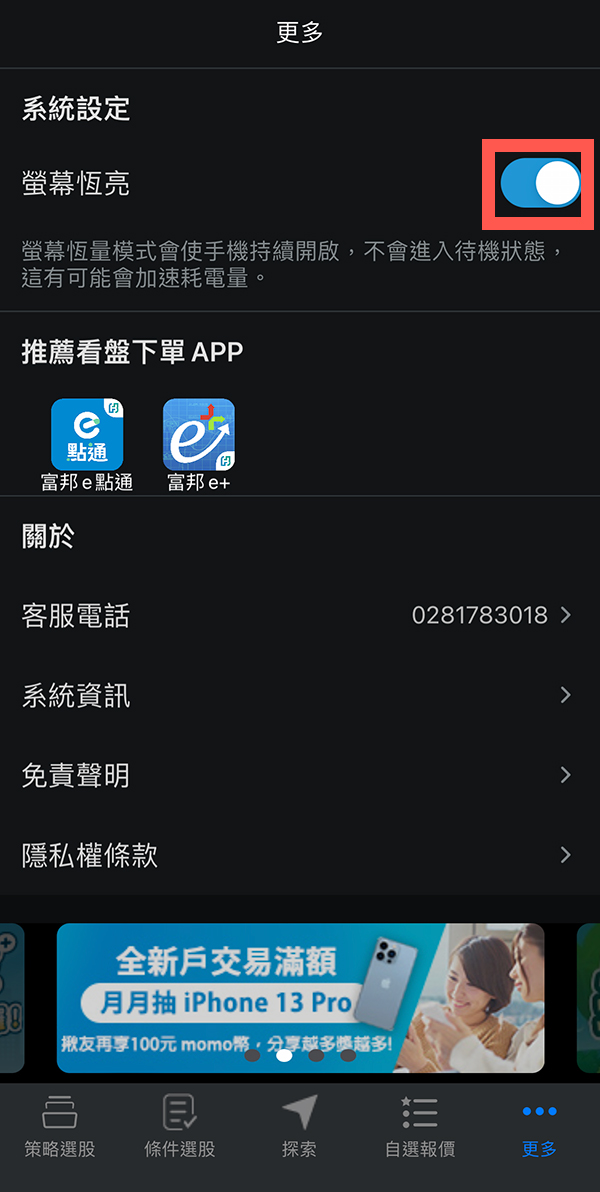 更多
系統設定
螢幕恆亮
螢幕恆量模式會使手機持續開啟，不會進入待機狀態，
這有可能會加速耗電量。
推薦看盤下單 APP
e
點通
e+
富邦 e 點通
富邦 e+
關於
客服電話 0281783018
系統資訊
免責聲明
隱私權條款
全新戶交易滿額
月月抽 iPhone 13 Pro
揪友再享100元 momo幣，分享越多獎越多!
策略選股
條件選股
探索
自選報價
更多